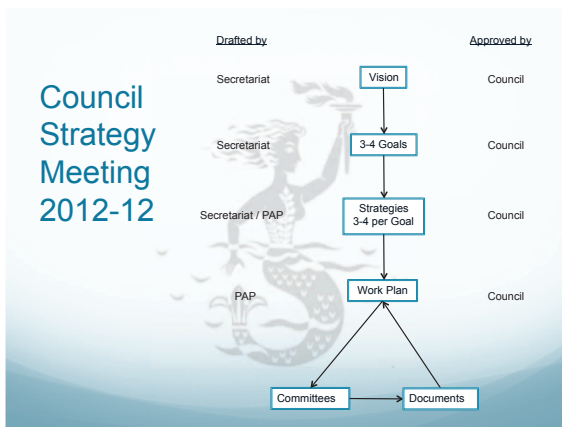 Drafted by
Approved by
Council
Strategy
Meeting
2012-12
Secretariat
Vision
Council
Secretariat
3-4 Goals
Council
Secretariat / PAP
Strategies
3-4 per Goal
Council
PAP
Work Plan
Council
Committees
Documents